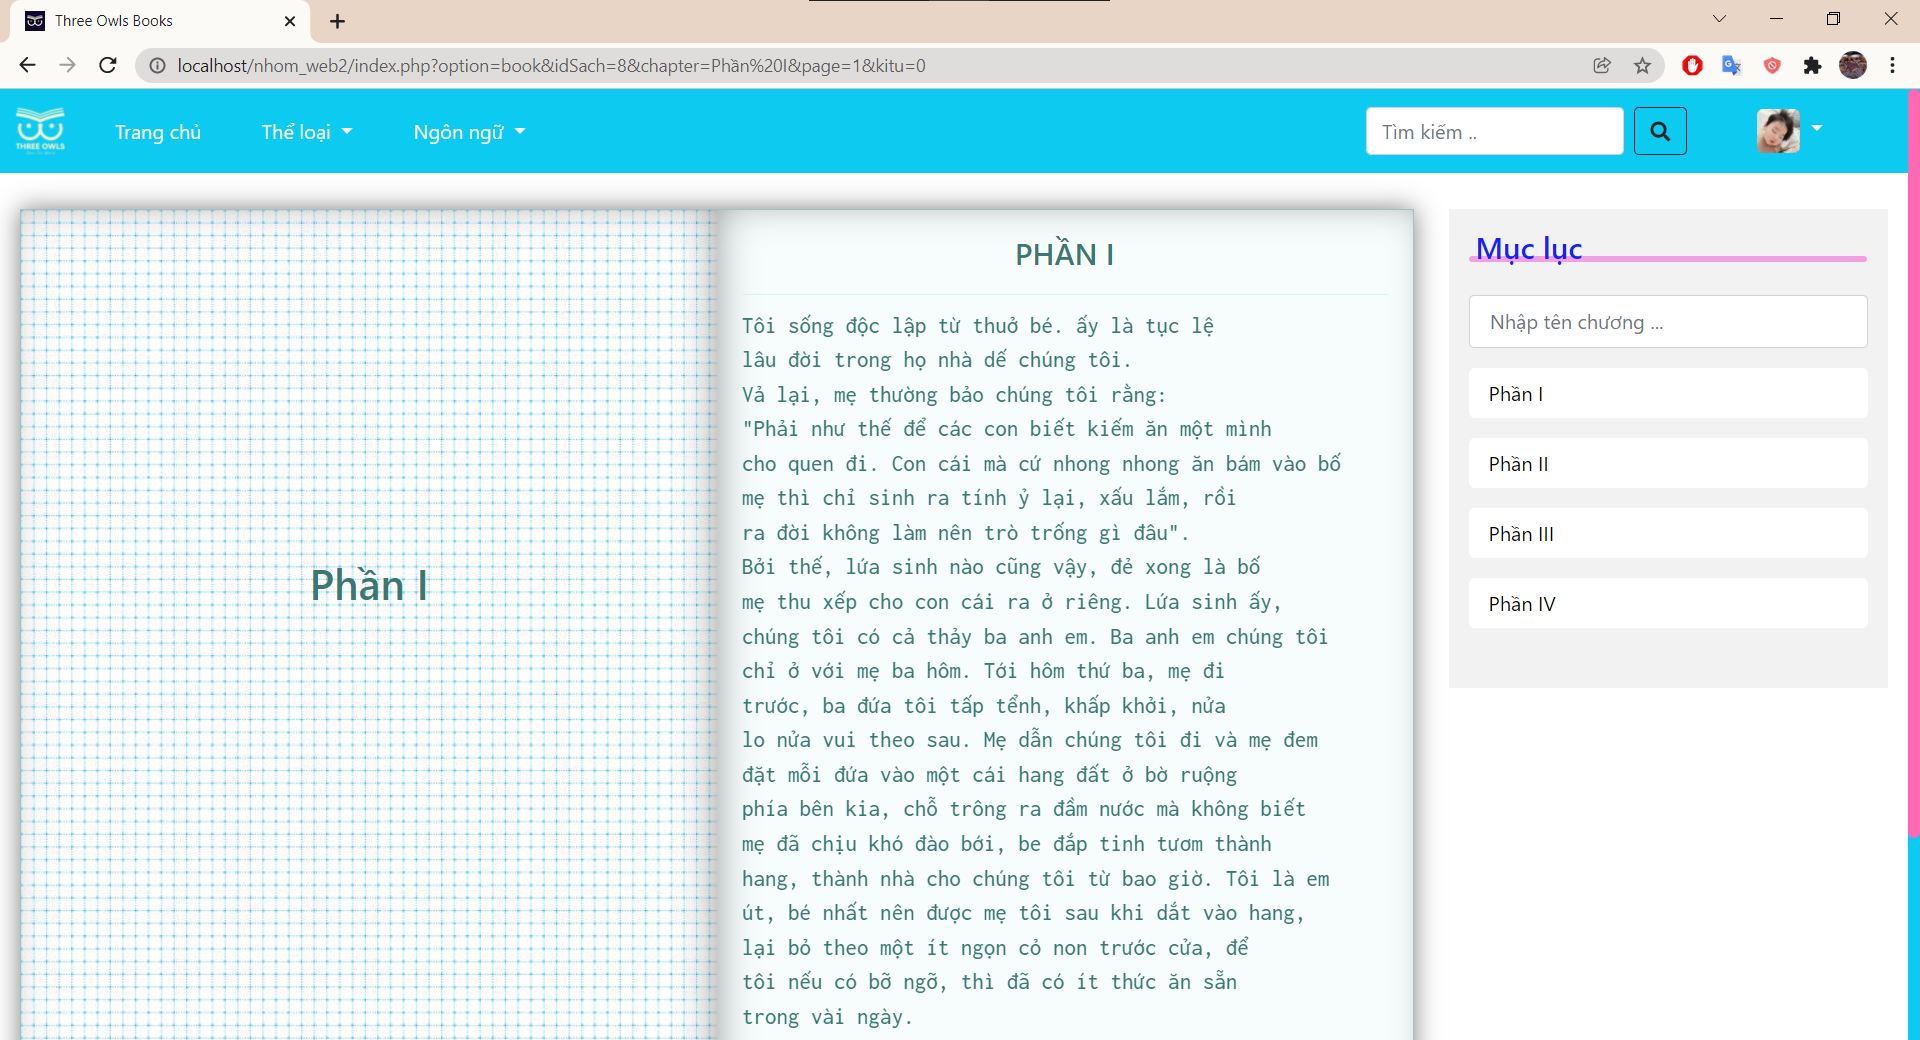 Three Owls Books
localhost/nhom_web2/index.php?option=book&idSach=8&chapter=Phần%20I&page=1&kitu=0
THREE OWLS
Trang chủ
Thể loại
Ngôn ngữ
Tìm kiếm ..
Phần I
PHẦN I
Tôi sống độc lập từ thuở bé. ấy là tục lệ
lâu đời trong họ nhà dế chúng tôi.
Vả lại, mẹ thường bảo chúng tôi rằng:
"Phải như thế để các con biết kiếm ăn một mình
cho quen đi. Con cái mà cứ nhong nhong ăn bám vào bố
mẹ thì chỉ sinh ra tính ỷ lại, xấu lắm, rồi
ra đời không làm nên trò trống gì đâu".
Bởi thế, lứa sinh nào cũng vậy, đẻ xong là bố
mẹ thu xếp cho con cái ra ở riêng. Lứa sinh ấy,
chúng tôi có cả thảy ba anh em. Ba anh em chúng tôi
chỉ ở với mẹ ba hôm. Tới hôm thứ ba, mẹ đi
trước, ba đứa tôi tấp tểnh, khấp khởi, nửa
lo nửa vui theo sau. Mẹ dẫn chúng tôi đi và mẹ đem
đặt mỗi đứa vào một cái hang đất ở bờ ruộng
phía bên kia, chỗ trông ra đầm nước mà không biết
mẹ đã chịu khó đào bới, be đắp tinh tươm thành
hang, thành nhà cho chúng tôi từ bao giờ. Tôi là em
út, bé nhất nên được mẹ tôi sau khi dắt vào hang,
lại bỏ theo một ít ngọn cỏ non trước cửa, để
tôi nếu có bỡ ngỡ, thì đã có ít thức ăn sẵn
trong vài ngày.
Mục lục
Nhập tên chương ...
Phần I
Phần II
Phần III
Phần IV